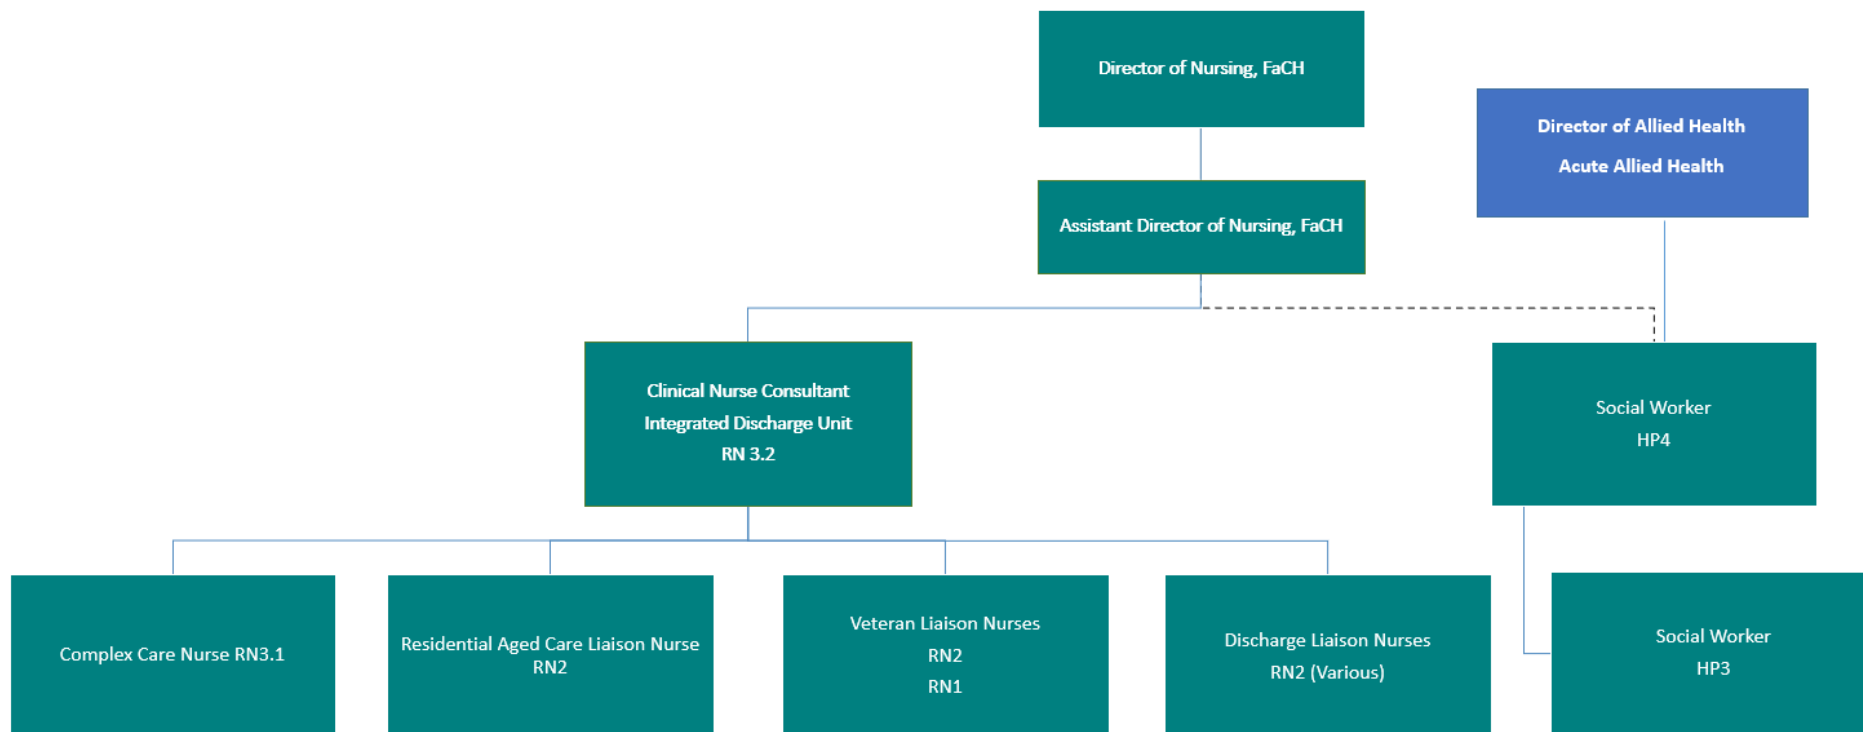 Director of Nursing, FaCH
Director of Allied Health
Acute Allied Health
Assistant Director of Nursing, FaCH
Clinical Nurse Consultant
Integrated Discharge Unit
RN 3.2
Social Worker
HP4
Complex Care Nurse RN3.1
Residential Aged Care Liaison Nurse
RN2
Veteran Liaison Nurses
RN2
RN1
Discharge Liaison Nurses
RN2 (Various)
Social Worker
HP3